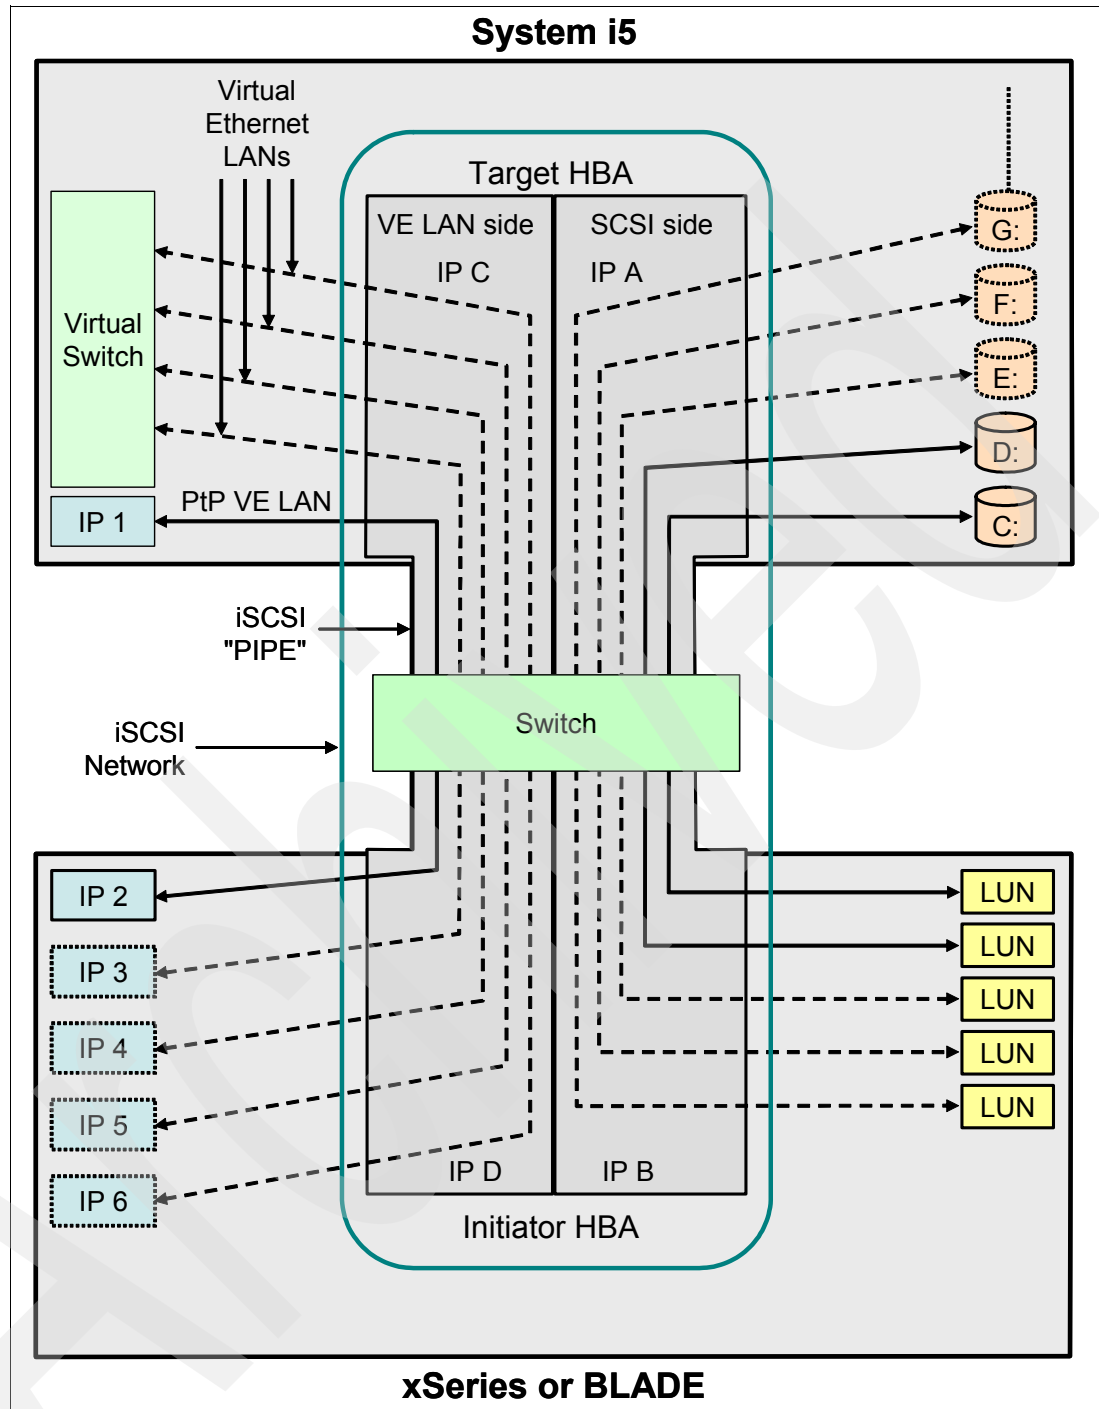 System i5
Virtual
Ethernet
LANs
Target HBA
VE LAN side
SCSI side
IP C
IP A
G:
F:
E:
D:
C:
Virtual
Switch
PtP VE LAN
IP 1
iSCSI
"PIPE"
Switch
iSCSI
Network
IP 2
IP 3
IP 4
IP 5
IP 6
LUN
LUN
LUN
LUN
LUN
IP D
IP B
Initiator HBA
xSeries or BLADE
Archived